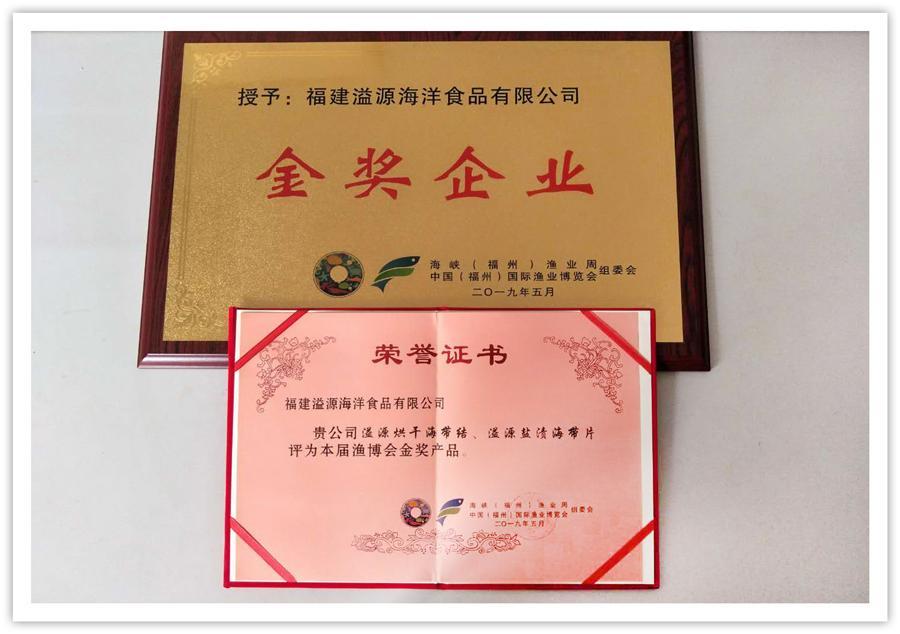 授予：福建溢源海洋食品有限公司
金奖企业
海峡（福州）渔业周
中国（福州）国际渔业博览会
组委会
二〇一九年五月
荣誉证书
福建溢源海洋食品有限公司
贵公司溢源烘干海带结、溢源盐渍海带片
评为本届渔博会金奖产品。
海峡（福州）渔业周
中国（福州）国际渔业博览会
组委会
二〇一九年五月